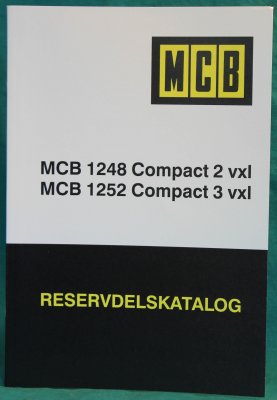 MCB
MCB 1248 Compact 2 vxl
MCB 1252 Compact 3 vxl
RESERVDELSKATALOG